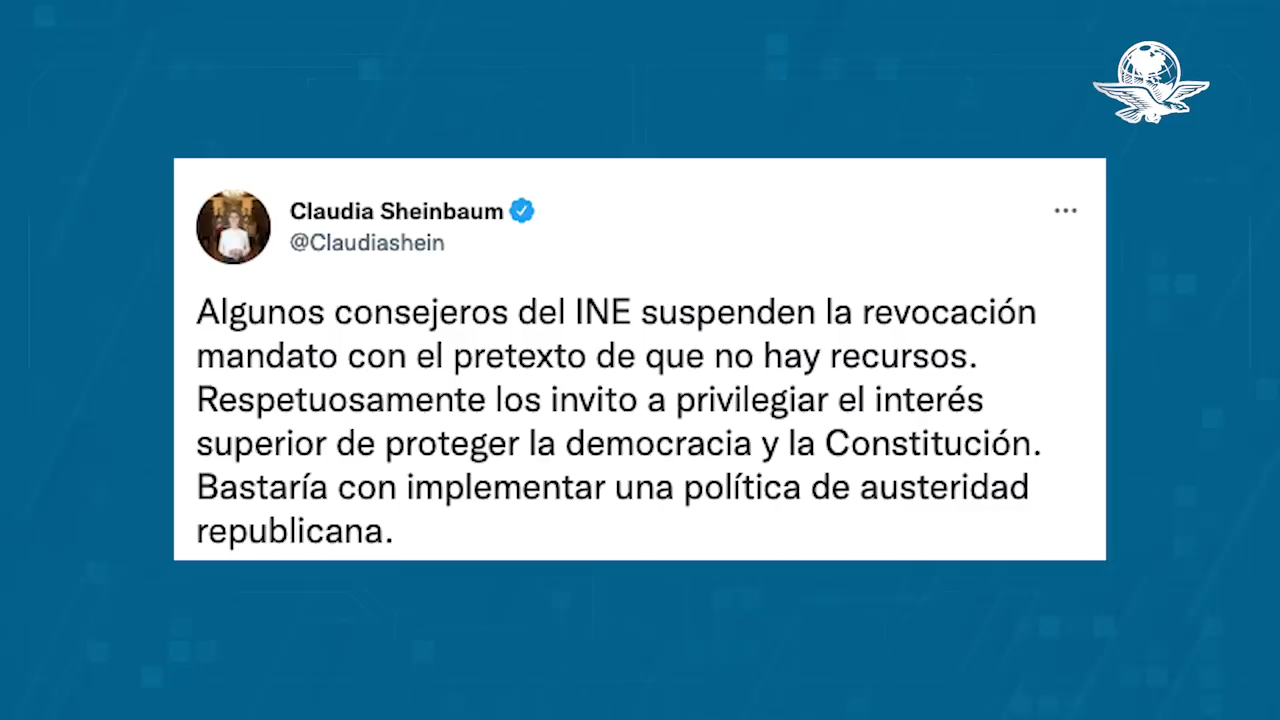 Claudia Sheinbaum
@Claudiashein
Algunos consejeros del INE suspenden la revocación
mandato con el pretexto de que no hay recursos.
Respetuosamente los invito a privilegiar el interés
superior de proteger la democracia y la Constitución.
Bastaría con implementar una política de austeridad
republicana.